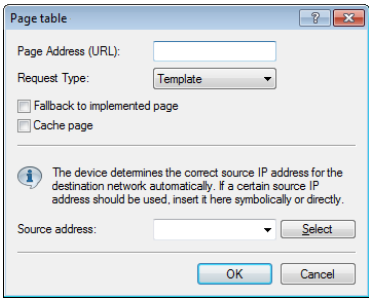 Page table
Page Address (URL):
Request Type: Template
Fallback to implemented page
Cache page
The device determines the correct source IP address for the
destination network automatically. If a certain source IP
address should be used, insert it here symbolically or directly.
Source address: Select
OK Cancel